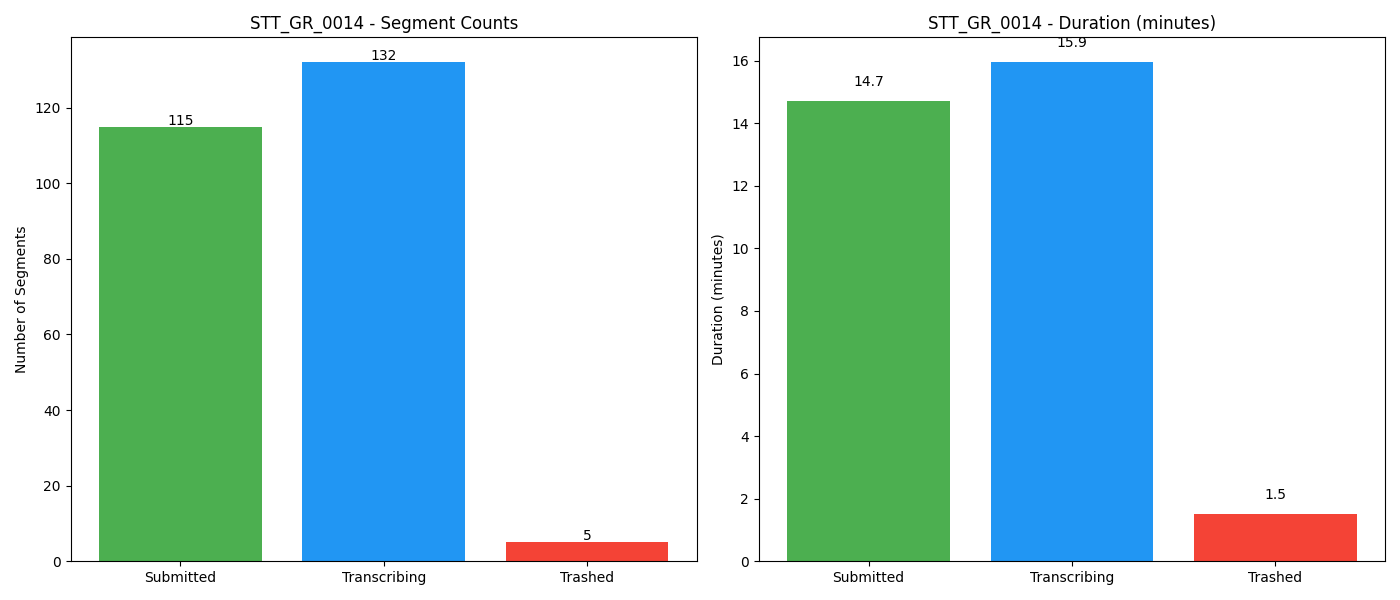 STT_GR_0014 - Segment Counts
132
115
5
120
100
80
60
40
20
0
Number of Segments
Submitted
Transcribing
Trashed
STT_GR_0014 - Duration (minutes)
15.9
14.7
1.5
16
14
12
10
8
6
4
2
0
Duration (minutes)
Submitted
Transcribing
Trashed